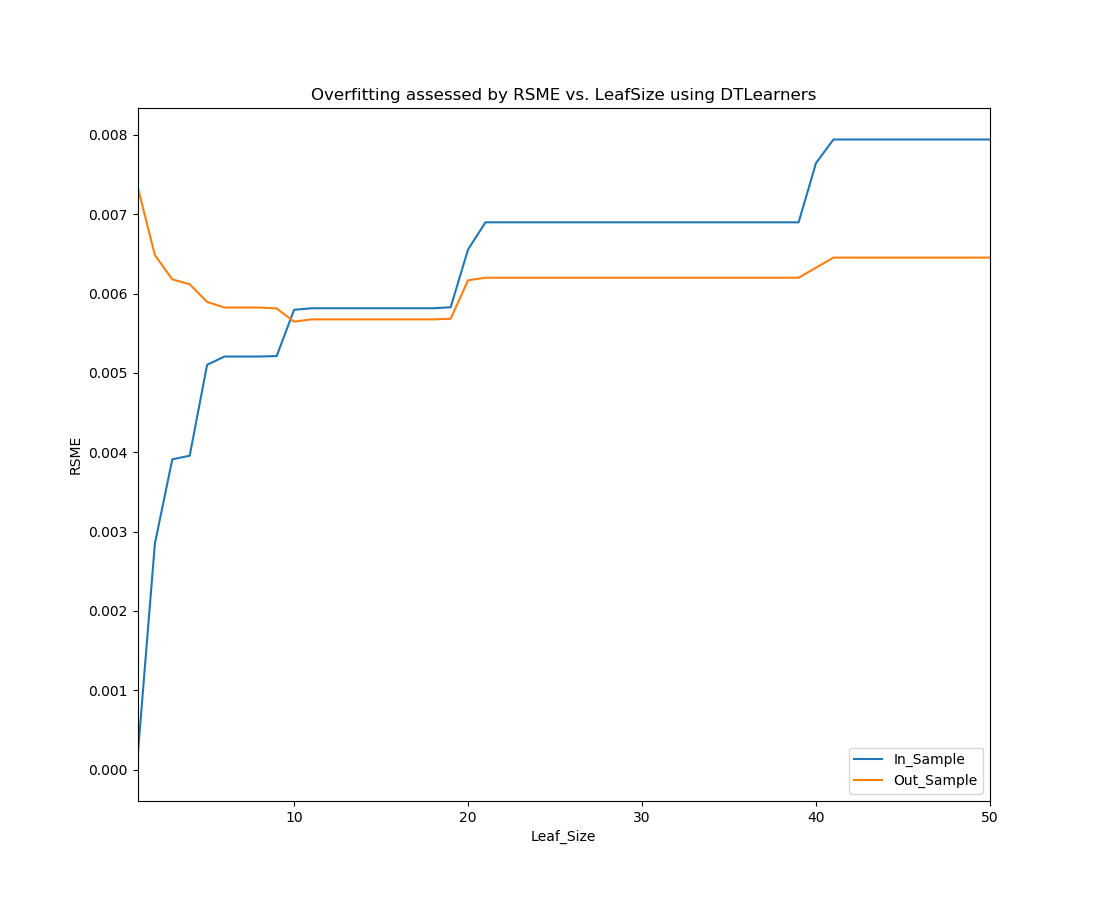 Overfitting assessed by RSME vs. LeafSize using DTLearners
0.008
0.007
0.006
0.005
0.004
0.003
0.002
0.001
0.000
RSME
10 20 30 40 50
Leaf_Size
In_Sample
Out_Sample